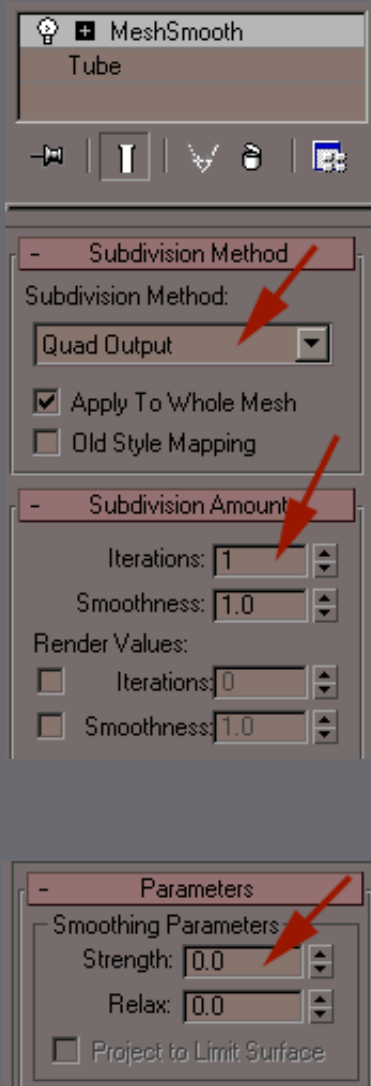 MeshSmooth
Tube
- Subdivision Method
Subdivision Method:
Quad Output
Apply To Whole Mesh
Old Style Mapping
- Subdivision Amount
Iterations: 1
Smoothness: 1.0
Render Values:
Iterations: 0
Smoothness: 1.0
- Parameters
Smoothing Parameters
Strength: 0.0
Relax: 0.0
Project to Limit Surface